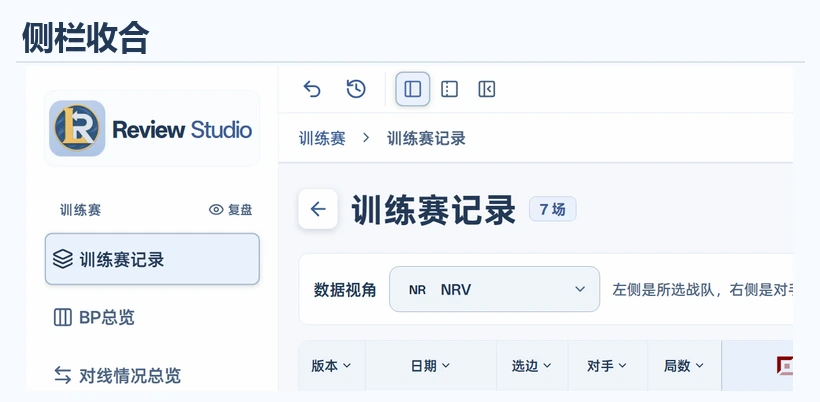 侧栏收合
Review Studio
训练赛 复盘
训练赛记录
BP总览
对线情况总览
训练赛 > 训练赛记录
训练赛记录 7 场
数据视角 NR NRV 左侧是所选战队，右侧是对
版本 日期 选边 对手 局数